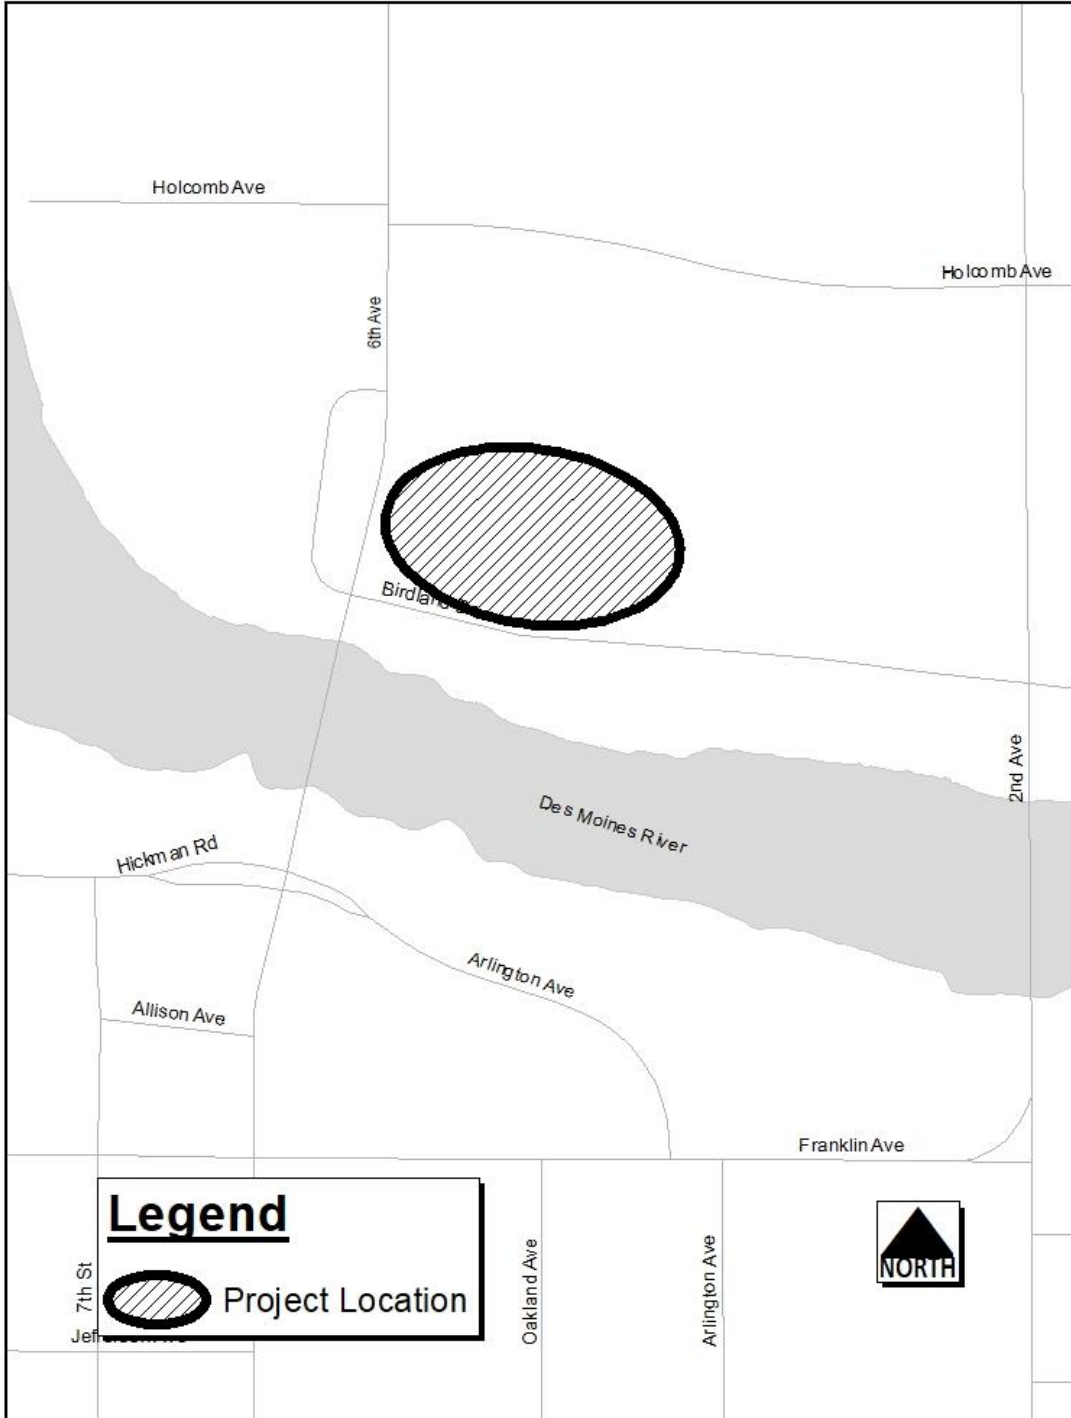 Holcomb Ave
Holcomb Ave
6th Ave
2nd Ave
Des Moines River
Hickman Rd
Arlington Ave
Allison Ave
Franklin Ave
Legend
Project Location
7th St
Oakland Ave
Arlington Ave
NORTH